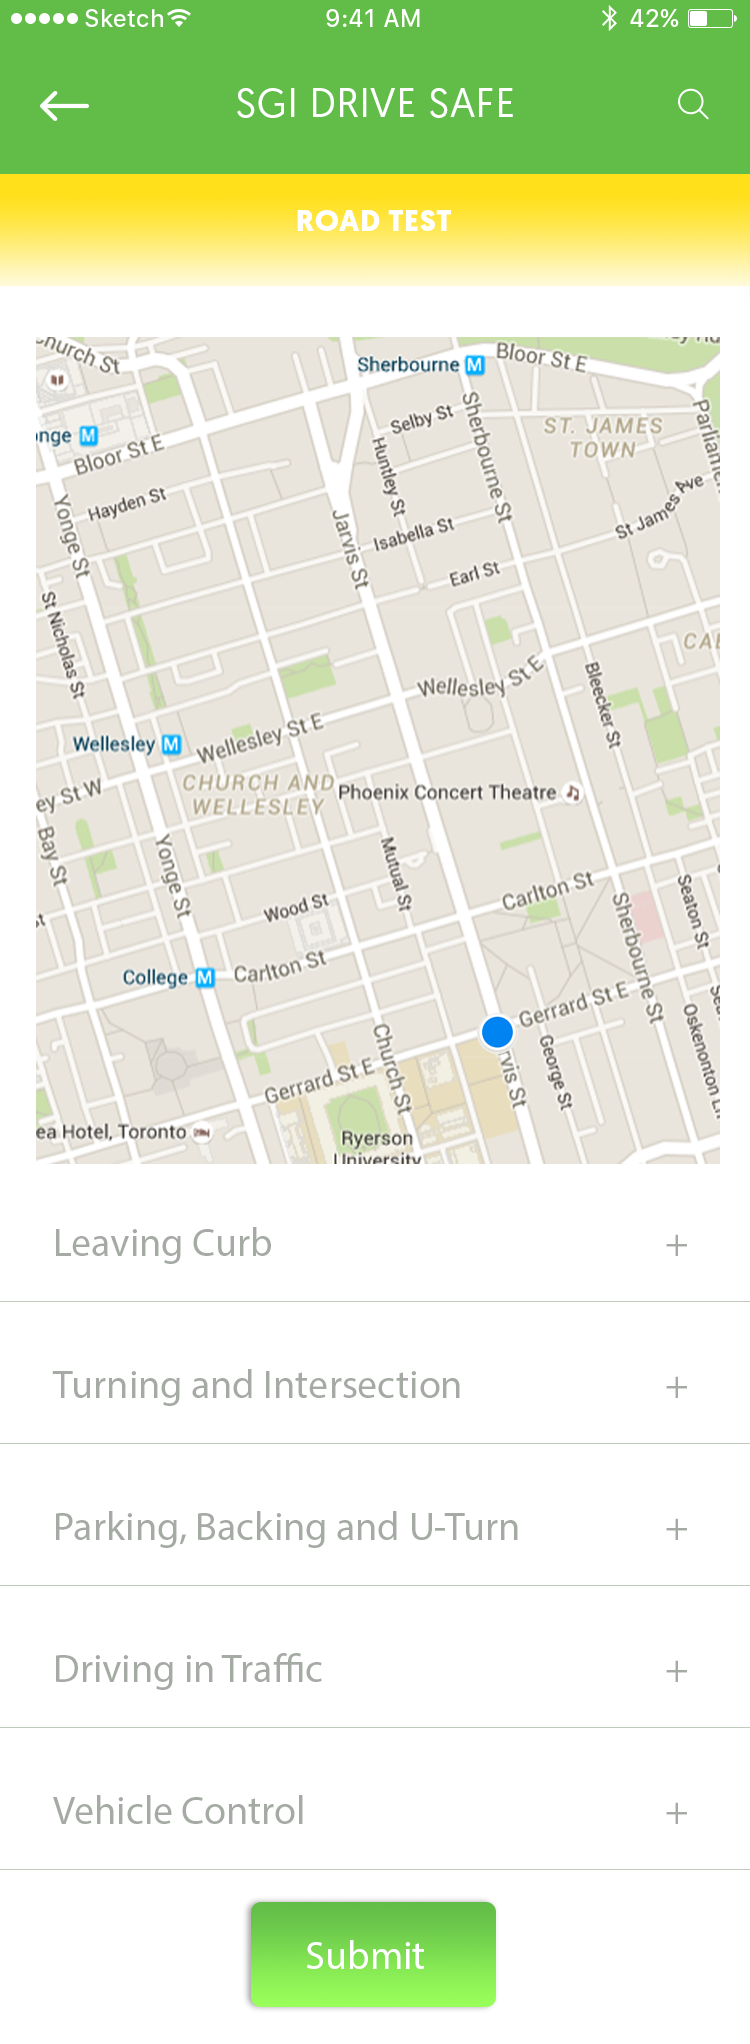 Sketch 9:41 AM 42%
SGI DRIVE SAFE
ROAD TEST
Church St
Sherbourne M
Bloor St E
Parliamen
onge M
Bloor St E
Selby St
Sherbourne St
ST. JAMES
TOWN
Huntley St
Hayden St
Yonge St
Jarvis St
Isabella St
St James Ave
Earl St
St Nicholas St
CAB
Wellesley St E
Bleecker St
Wellesley M
Wellesley St E
CHURCH AND
WELLESLEY
Phoenix Concert Theatre
ey St W
Bay St
Yonge St
Mutual St
Carlton St
Wood St
Seaton St
Sherbourne St
College M
Carlton St
Gerrard St E
Oskenonton Ln
Church St
George St
rvis St
Gerrard St E
ea Hotel, Toronto
Ryerson
University
Leaving Curb +
Turning and Intersection +
Parking, Backing and U-Turn +
Driving in Traffic +
Vehicle Control +
Submit